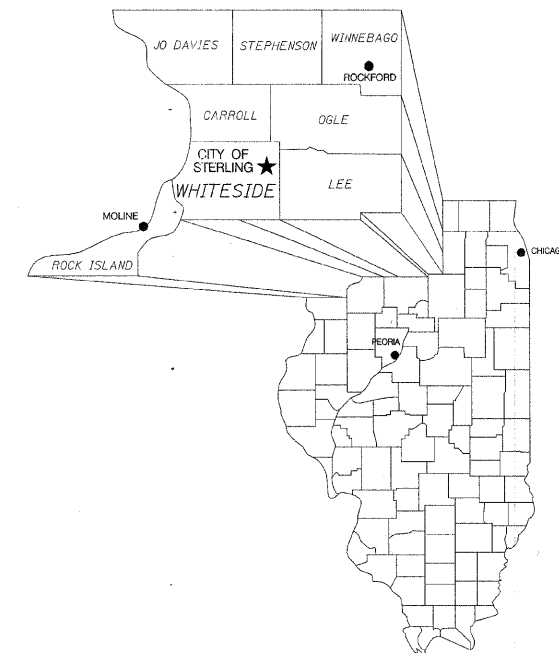 JO DAVIES
STEPHENSON
WINNEBAGO
ROCKFORD
CARROLL
OGLE
CITY OF
STERLING
WHITESIDE
LEE
MOLINE
ROCK ISLAND
CHICAG
PEORIA